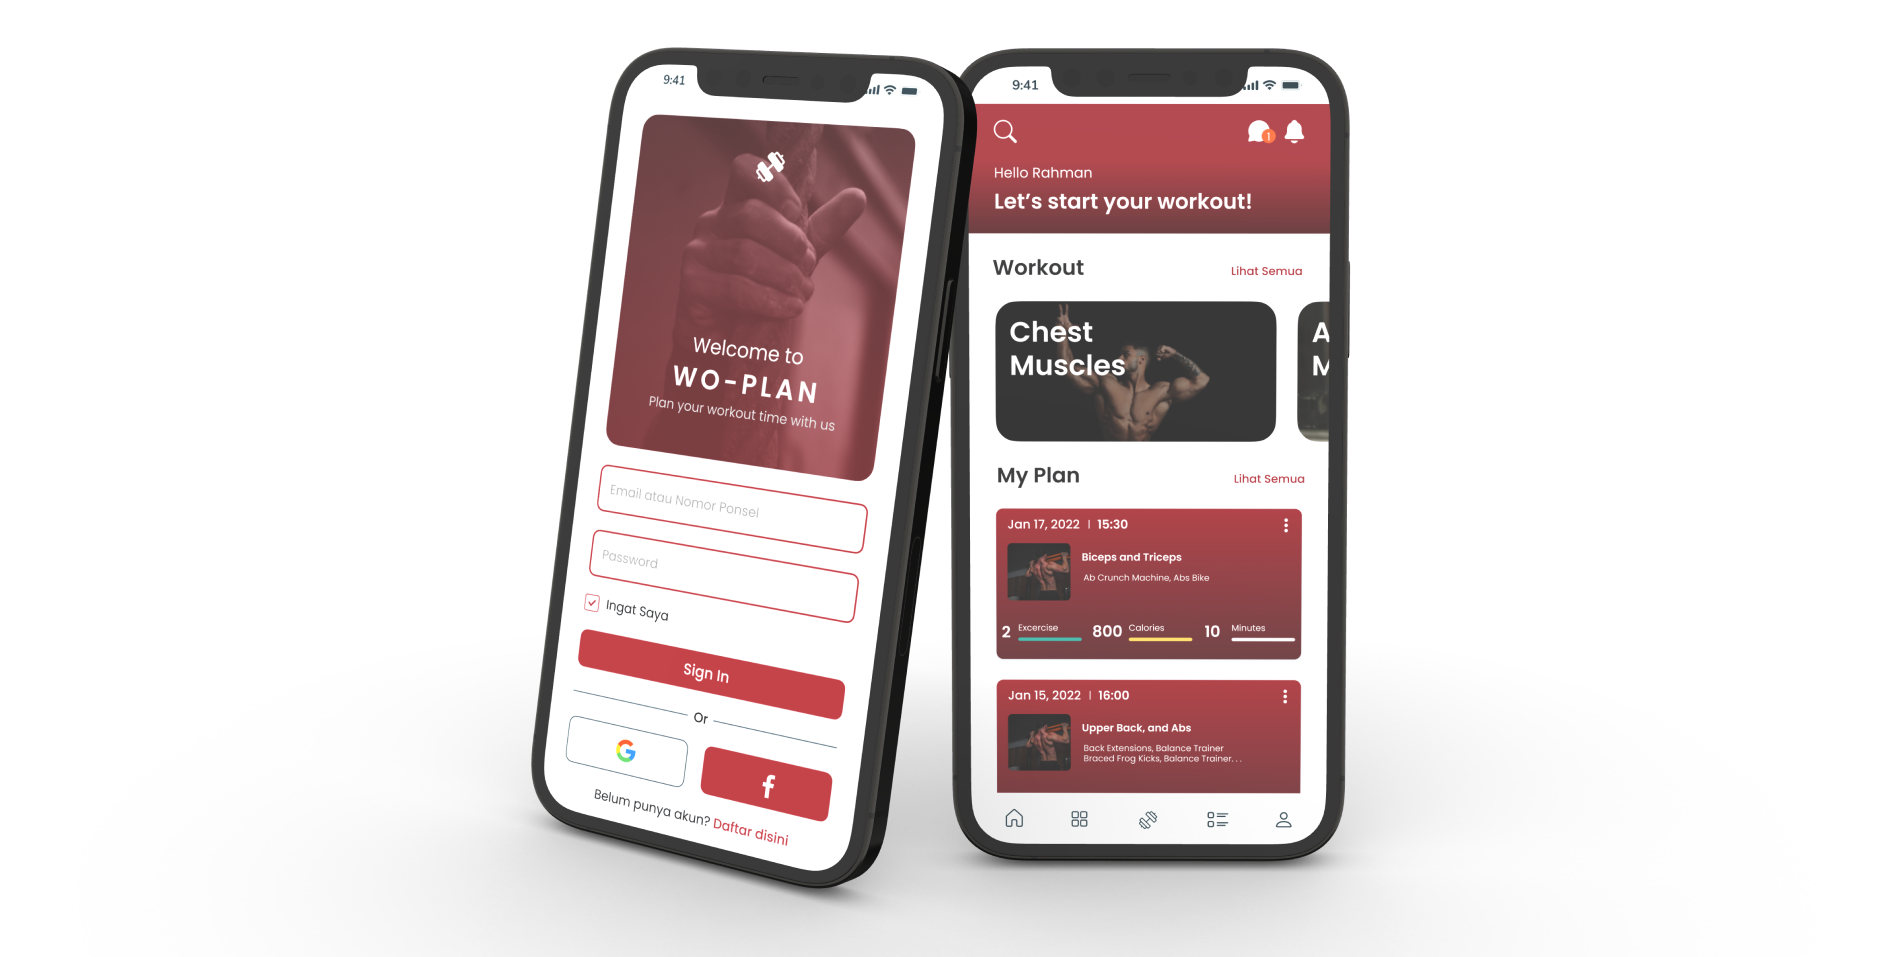 9:41
Welcome to
WO-PLAN
Plan your workout time with us
Email atau Nomor Ponsel
Password
Ingat Saya
Sign In
Or
Belum punya akun? Daftar disini
9:41
1
Hello Rahman
Let's start your workout!
Workout
Lihat Semua
Chest
Muscles
A
M
My Plan
Lihat Semua
Jan 17, 2022 | 15:30
Biceps and Triceps
Ab Crunch Machine, Abs Bike
2 Excercise 800 Calories 10 Minutes
Jan 15, 2022 | 16:00
Upper Back, and Abs
Back Extensions, Balance Trainer
Braced Frog Kicks, Balance Trainer...